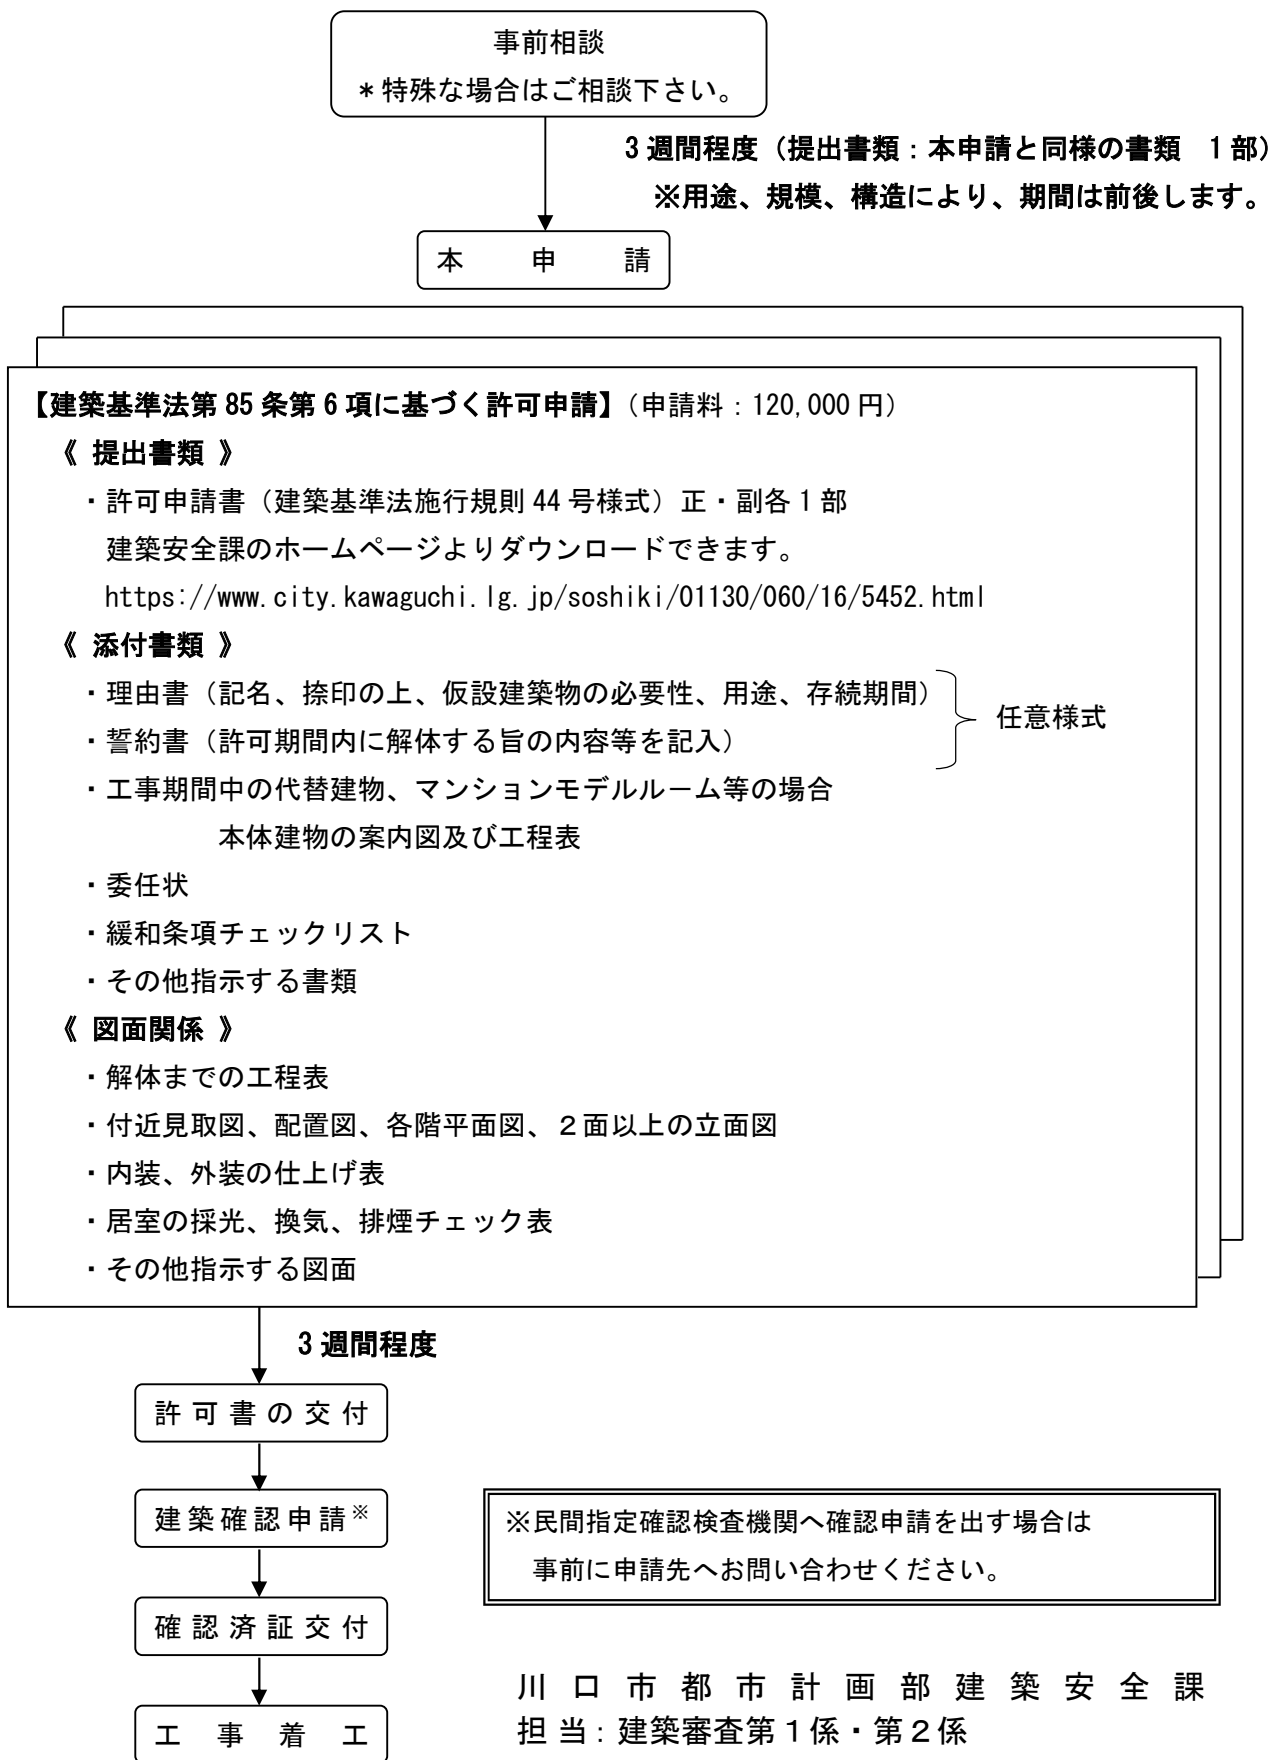 事前相談
＊特殊な場合はご相談下さい。
3週間程度（提出書類：本申請と同様の書類　1部）
※用途、規模、構造により、期間は前後します。
本　申　請
【建築基準法第85条第6項に基づく許可申請】（申請料：120,000円）
《 提出書類 》
・許可申請書（建築基準法施行規則44号様式）正・副各1部
建築安全課のホームページよりダウンロードできます。
https://www.city.kawaguchi.lg.jp/soshiki/01130/060/16/5452.html
《 添付書類 》
・理由書（記名、捺印の上、仮設建築物の必要性、用途、存続期間）
・誓約書（許可期間内に解体する旨の内容等を記入）
任意様式
・工事期間中の代替建物、マンションモデルルーム等の場合
本体建物の案内図及び工程表
・委任状
・緩和条項チェックリスト
・その他指示する書類
《 図面関係 》
・解体までの工程表
・付近見取図、配置図、各階平面図、２面以上の立面図
・内装、外装の仕上げ表
・居室の採光、換気、排煙チェック表
・その他指示する図面
3週間程度
許可書の交付
建築確認申請※
※民間指定確認検査機関へ確認申請を出す場合は
事前に申請先へお問い合わせください。
確認済証交付
工事着工
川口市都市計画部建築安全課
担当：建築審査第１係・第２係